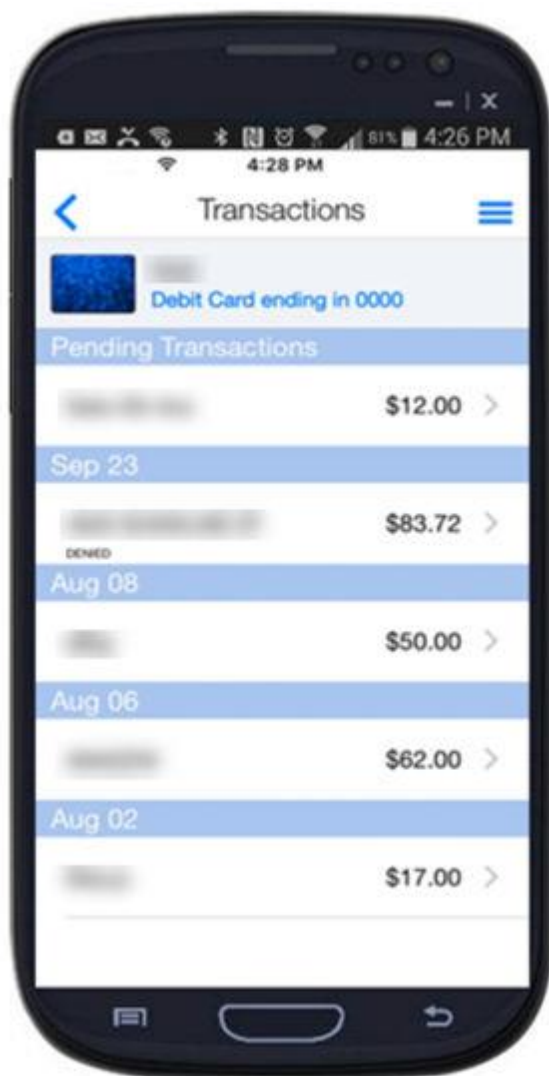 81% 4:26 PM
4:28 PM
Transactions
Debit Card ending in 0000
Pending Transactions
$12.00
Sep 23
$83.72
DENIED
Aug 08
$50.00
Aug 06
$62.00
Aug 02
$17.00